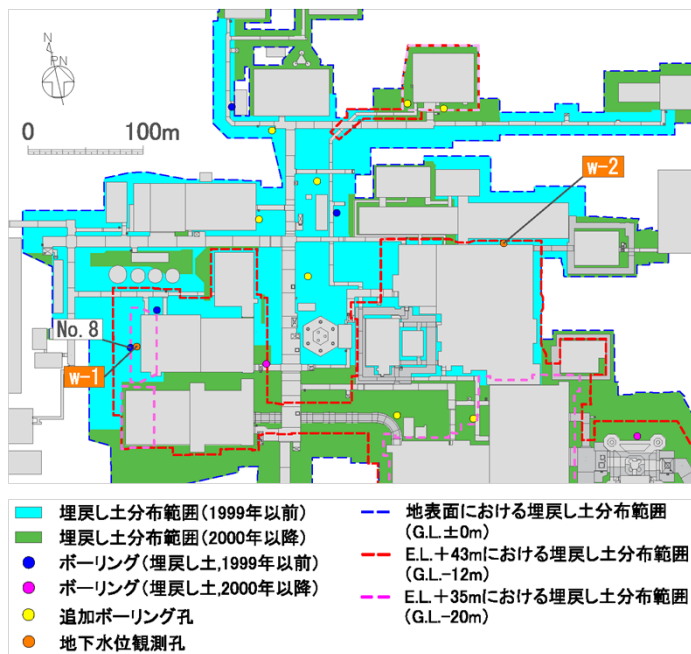 N
PN
0 100m
w-2
No. 8
w-1
埋戻し土分布範囲(1999年以前)
埋戻し土分布範囲(2000年以降)
ボーリング(埋戻し土,1999年以前)
ボーリング(埋戻し土,2000年以降)
追加ボーリング孔
地下水位観測孔
地表面における埋戻し土分布範囲
(G.L.±0m)
E.L.+43mにおける埋戻し土分布範囲
(G.L.-12m)
E.L.+35mにおける埋戻し土分布範囲
(G.L.-20m)